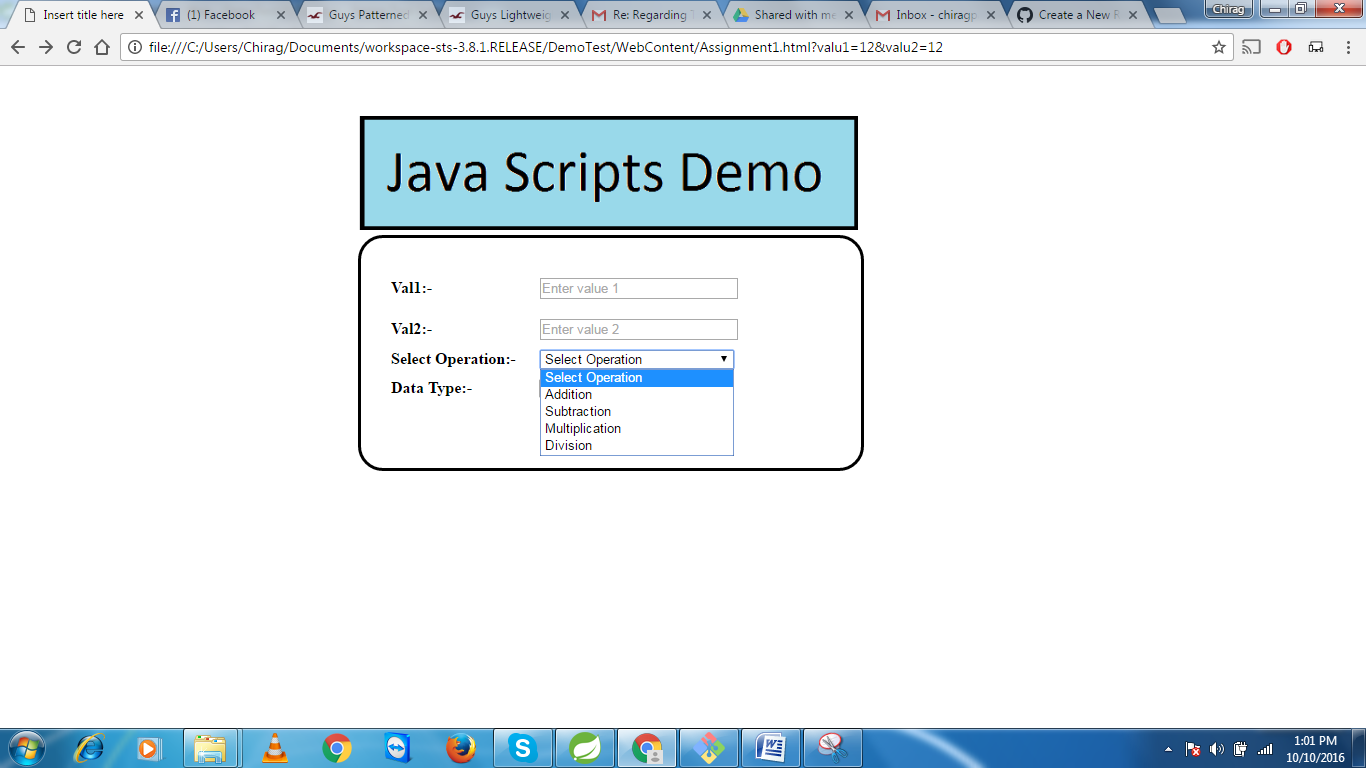 Insert title here
(1) Facebook
Guys Patterned
Guys Lightweig
Re: Regarding
Shared with me
Inbox - chiragp
Create a New R
Chirag
file:///C:/Users/Chirag/Documents/workspace-sts-3.8.1.RELEASE/DemoTest/WebContent/Assignment1.html?valu1=12&valu2=12
Java Scripts Demo
Val1:-
Enter value 1
Val2:-
Enter value 2
Select Operation:-
Select Operation
Select Operation
Data Type:-
Addition
Subtraction
Multiplication
Division
1:01 PM
10/10/2016